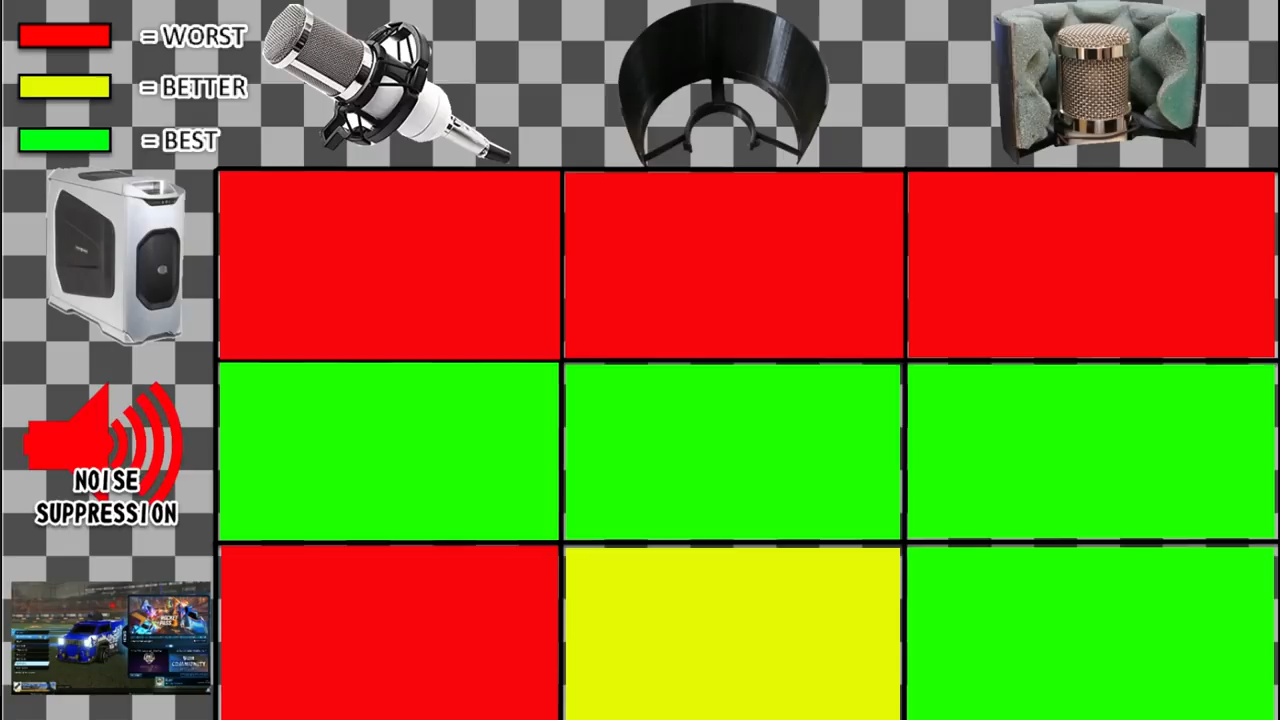 = WORST
= BETTER
= BEST
NOISE
SUPPRESSION